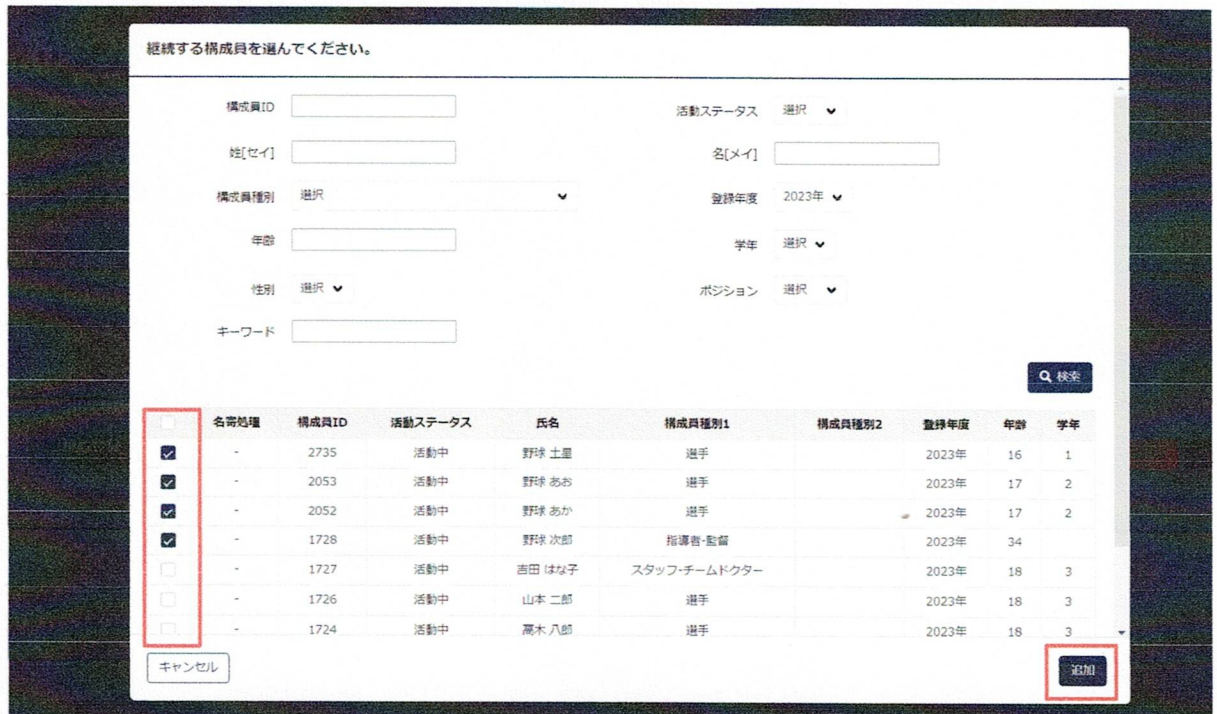 継続する構成員を選んでください。
構成員ID 活動ステータス 選択
姓[セイ] 名[メイ]
構成員種別 選択 登録年度 2023年
年齢 学年 選択
性別 選択 ポジション 選択
キーワード
検索
名寄処理 構成員ID 活動ステータス 氏名 構成員種別1 構成員種別2 登録年度 年齢 学年
- 2735 活動中 野球 土星 選手 2023年 16 1
- 2053 活動中 野球 あお 選手 2023年 17 2
- 2052 活動中 野球 あか 選手 2023年 17 2
- 1728 活動中 野球 次郎 指導者-監督 2023年 34
- 1727 活動中 吉田 はな子 スタッフ-チームドクター 2023年 18 3
- 1726 活動中 山本 二郎 選手 2023年 18 3
- 1724 活動中 高木 八郎 選手 2023年 18 3
キャンセル 追加